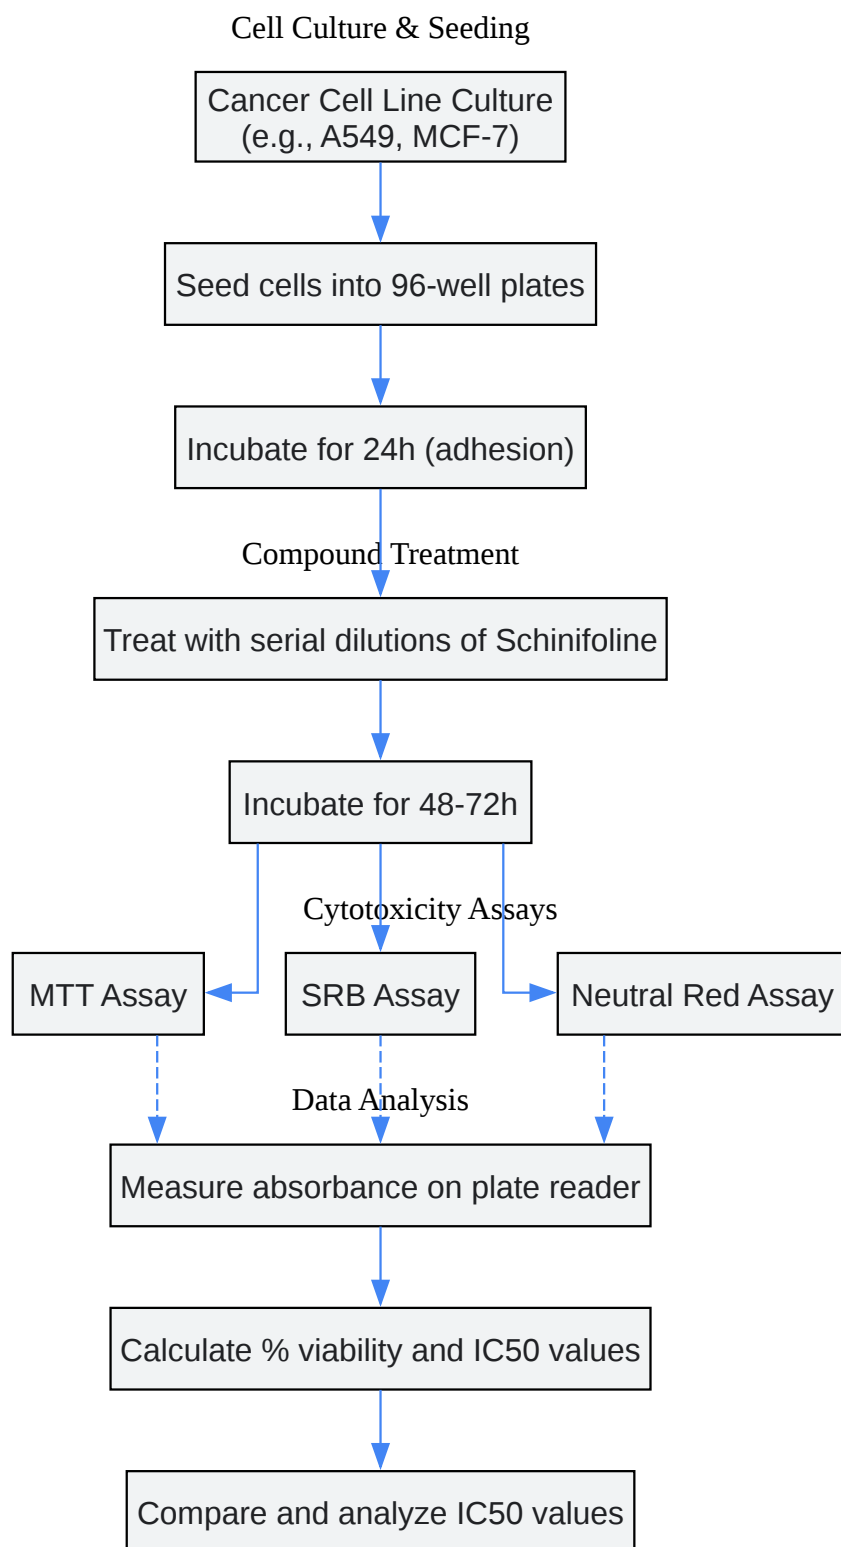 Cell Culture & Seeding
Cancer Cell Line Culture
(e.g., A549, MCF-7)
Seed cells into 96-well plates
Incubate for 24h (adhesion)
Compound Treatment
Treat with serial dilutions of Schinifoline
Incubate for 48-72h
Cytotoxicity Assays
MTT Assay
SRB Assay
Neutral Red Assay
Data Analysis
Measure absorbance on plate reader
Calculate % viability and IC50 values
Compare and analyze IC50 values